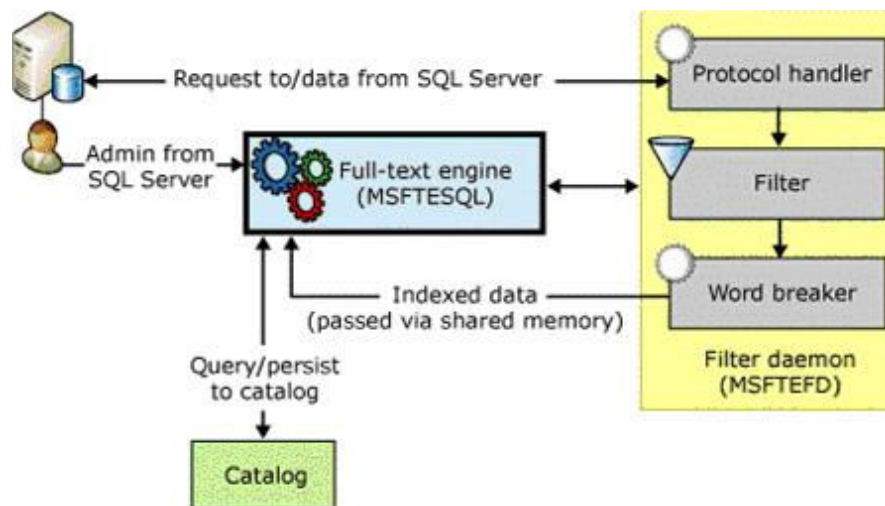 Request to/data from SQL Server
Protocol handler
Admin from
SQL Server
Full-text engine
(MSFTESQL)
Filter
Indexed data
(passed via shared memory)
Word breaker
Filter daemon
(MSFTEFD)
Query/persist
to catalog
Catalog